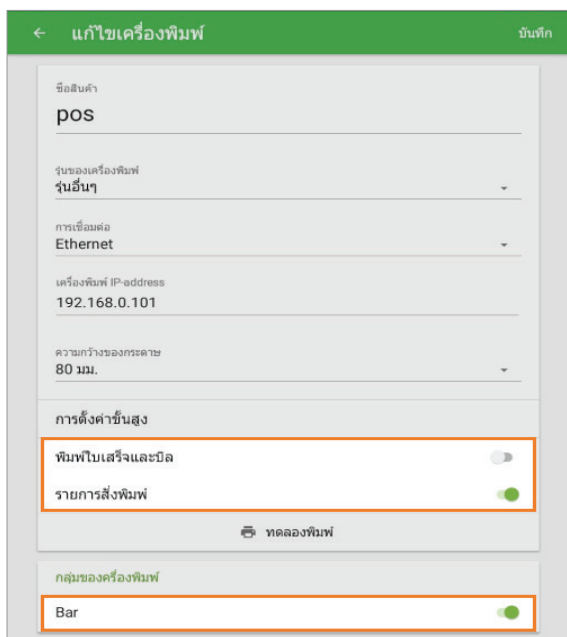 ← แก้ไขเครื่องพิมพ์ บันทึก
ชื่อสินค้า
pos
รุ่นของเครื่องพิมพ์
รุ่นอื่นๆ
การเชื่อมต่อ
Ethernet
เครื่องพิมพ์ IP-address
192.168.0.101
ความกว้างของกระดาษ
80 มม.
การตั้งค่าขั้นสูง
พิมพ์ใบเสร็จและบิล
รายการสั่งพิมพ์
ทดลองพิมพ์
กลุ่มของครื่องพิมพ์
Bar